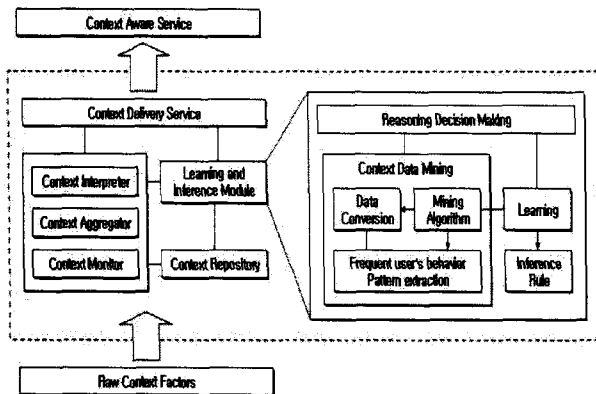 Context Aware Service
Context Delivery Service
Context Interpreter
Context Aggregator
Context Monitor
Learning and
Inference Module
Context Repository
Raw Context Factors
Reasoning Decision Making
Context Data Mining
Data
Conversion
Mining
Algorithm
Learning
Frequent user's behavior
Pattern extraction
Inference
Rule